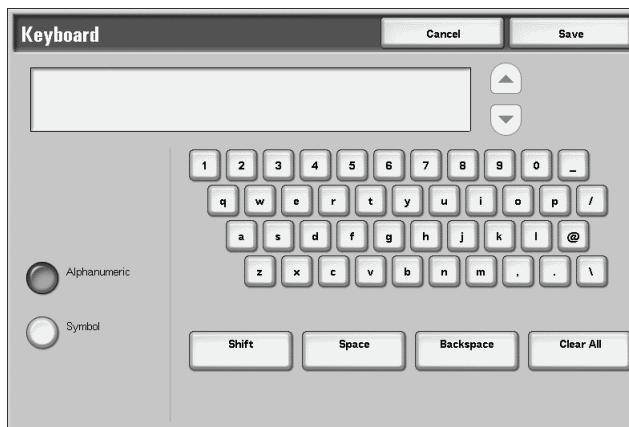 Keyboard Cancel Save
1 2 3 4 5 6 7 8 9 0 _
q w e r t y u i o p /
a s d f g h j k l @
z x c v b n m , . \
Alphanumeric
Symbol
Shift Space Backspace Clear All